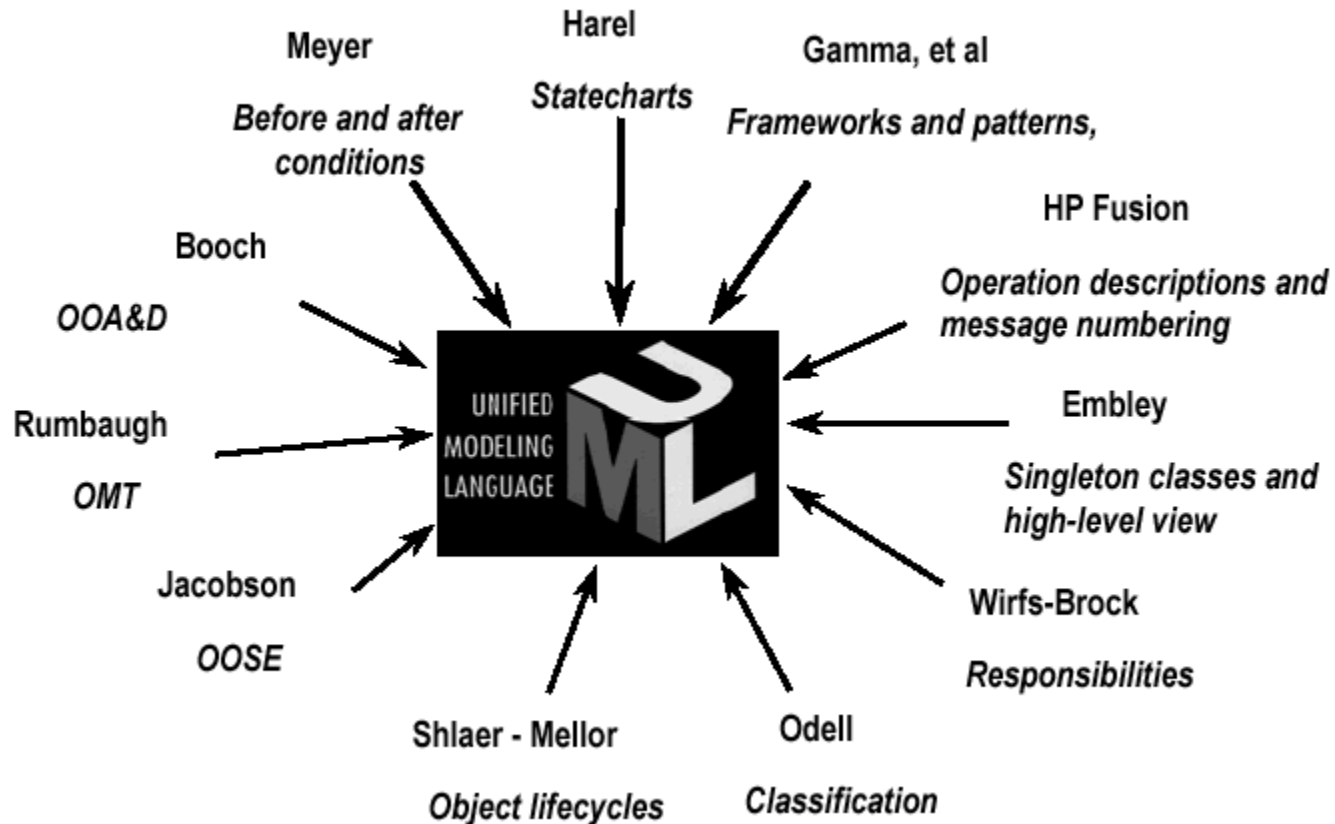 Harel
Statecharts
Meyer
Before and after
conditions
Gamma, et al
Frameworks and patterns,
HP Fusion
Operation descriptions and
message numbering
Booch
OOA&D
Embley
Singleton classes and
high-level view
Rumbaugh
OMT
UNIFIED
MODELING
LANGUAGE
UML
Jacobson
OOSE
Wirfs-Brock
Responsibilities
Shlaer - Mellor
Object lifecycles
Odell
Classification